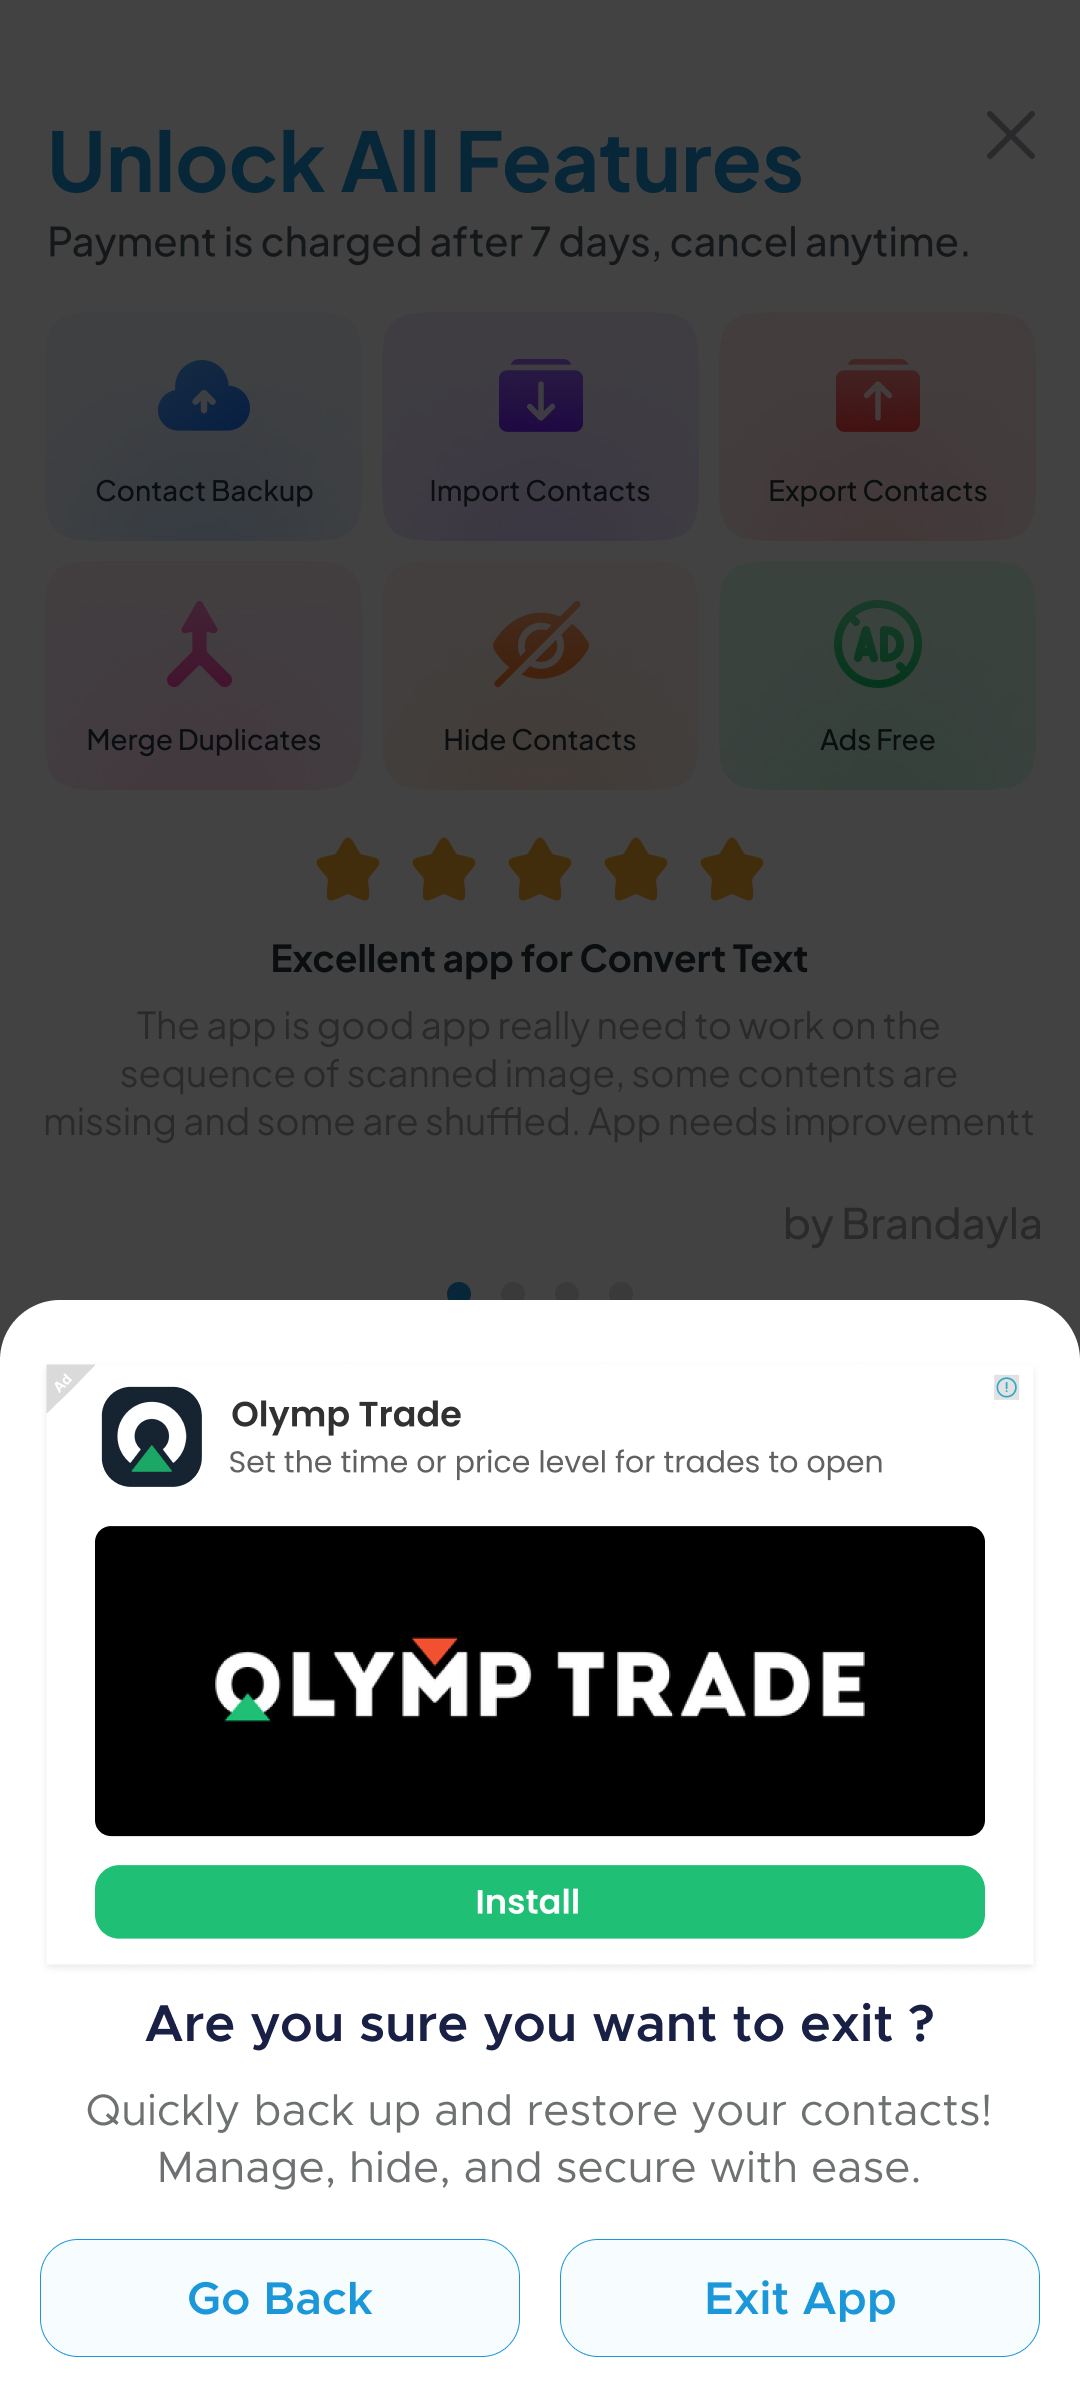 Unlock All Features
Payment is charged after 7 days, cancel anytime.
Contact Backup
Import Contacts
Export Contacts
Merge Duplicates
AD
Hide Contacts
Ads Free
Excellent app for Convert Text
The app is good app really need to work on the
sequence of scanned image, some contents are
missing and some are shuffled. App needs improvementt
by Brandayla
Ad
Olymp Trade
Set the time or price level for trades to open
OLYMP TRADE
Install
Are you sure you want to exit ?
Quickly back up and restore your contacts!
Manage, hide, and secure with ease.
Go Back
Exit App